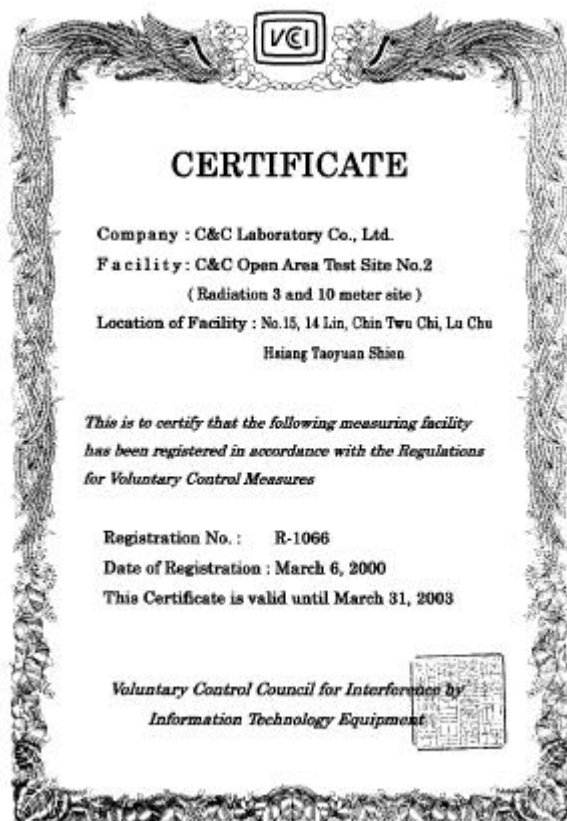 VCCI
CERTIFICATE
Company : C&C Laboratory Co., Ltd.
Facility : C&C Open Area Test Site No.2
( Radiation 3 and 10 meter site )
Location of Facility : No.15, 14 Lin, Chin Twu Chi, Lu Chu
Hsiang Taoyuan Shien
This is to certify that the following measuring facility
has been registered in accordance with the Regulations
for Voluntary Control Measures
Registration No. : R-1066
Date of Registration : March 6, 2000
This Certificate is valid until March 31, 2003
Voluntary Control Council for Interference by
Information Technology Equipment